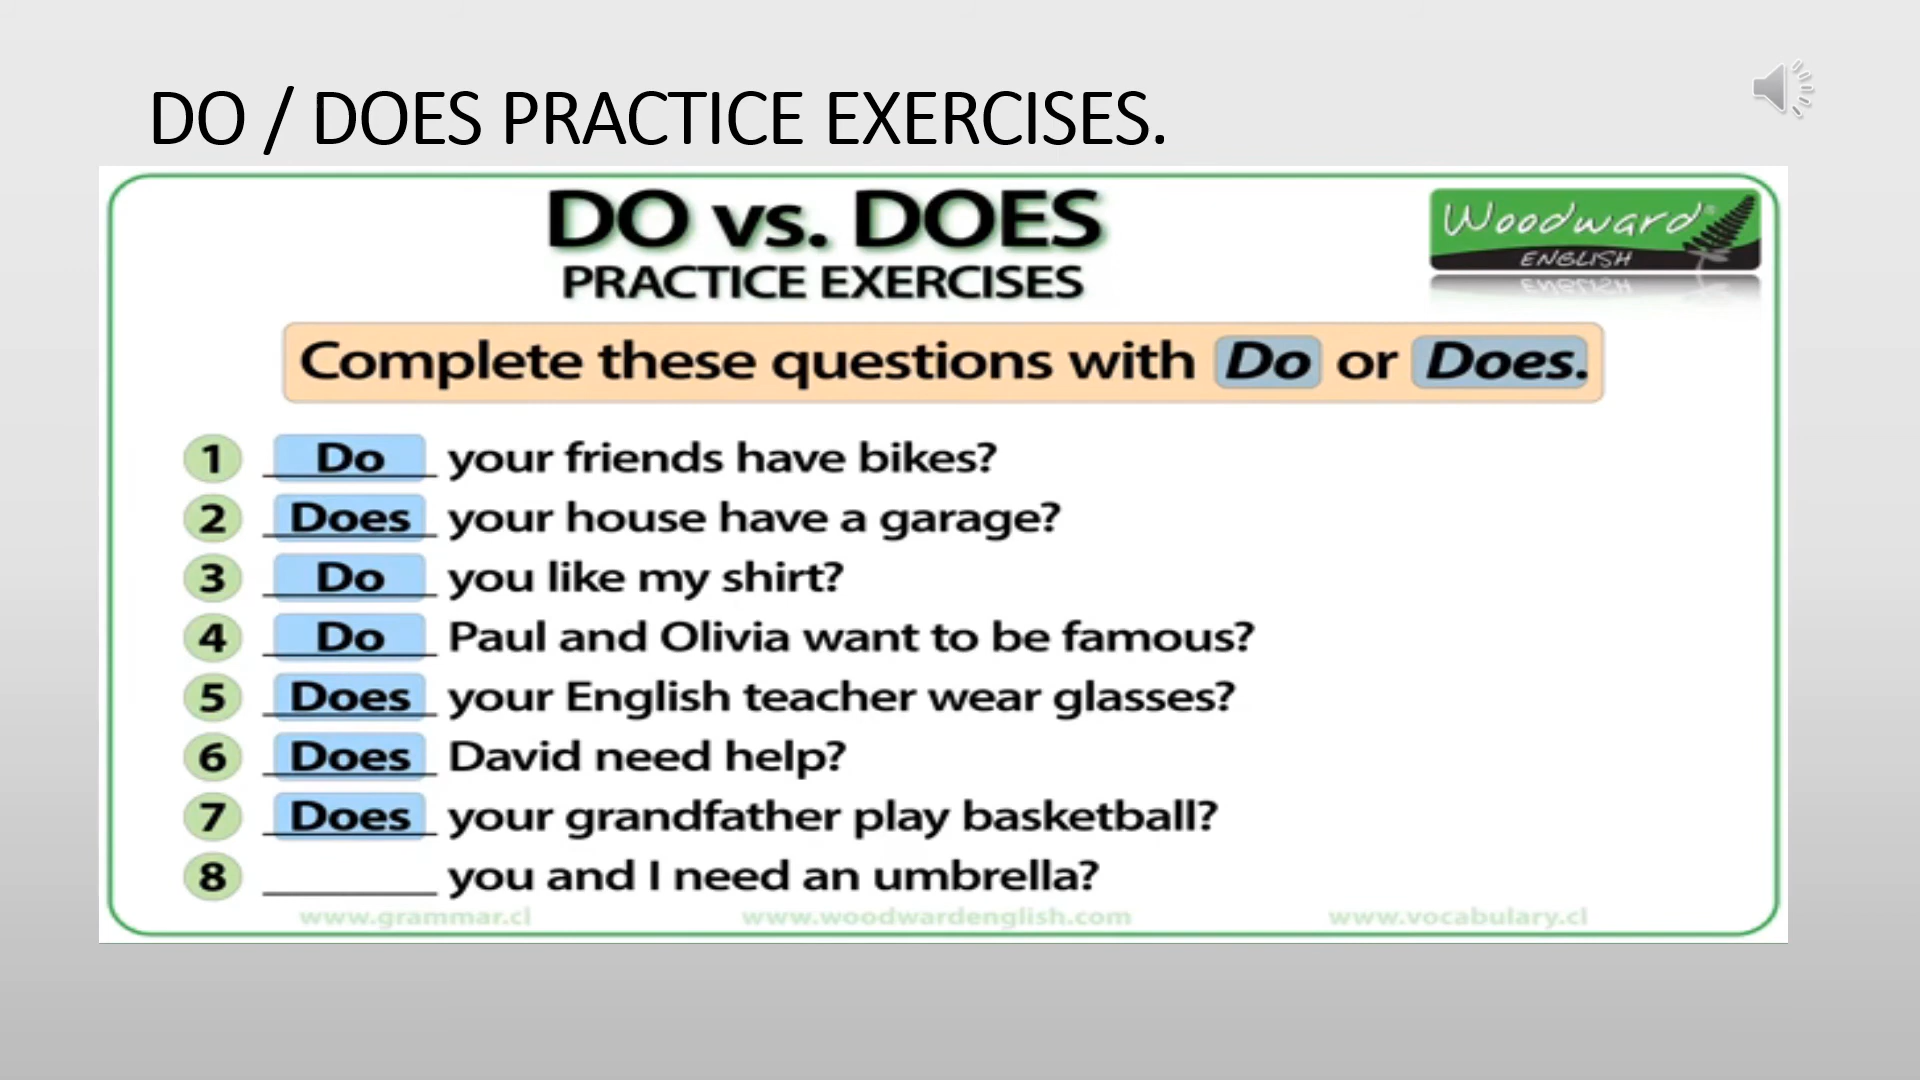 DO / DOES PRACTICE EXERCISES.
DO vs. DOES
PRACTICE EXERCISES
Woodward®
ENGLISH
Complete these questions with Do or Does.
1 Do your friends have bikes?
2 Does your house have a garage?
3 Do you like my shirt?
4 Do Paul and Olivia want to be famous?
5 Does your English teacher wear glasses?
6 Does David need help?
7 Does your grandfather play basketball?
8 ________ you and I need an umbrella?
www.grammar.cl www.woodwardenglish.com www.vocabulary.cl